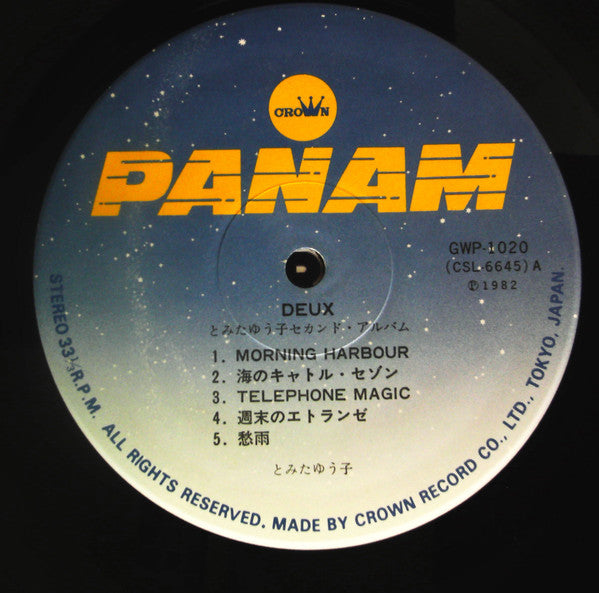 CROWN
PANAM
GWP-1020
(CSL-6645) A
Ⓟ1982
DEUX
とみたゆう子セカンド・アルバム
1. MORNING HARBOUR
2. 海のキャトル・セゾン
3. TELEPHONE MAGIC
4. 週末のエトランゼ
5. 愁雨
とみたゆう子
STEREO 33⅓ R.P.M. ALL RIGHTS RESERVED. MADE BY CROWN RECORD CO., LTD., TOKYO, JAPAN.